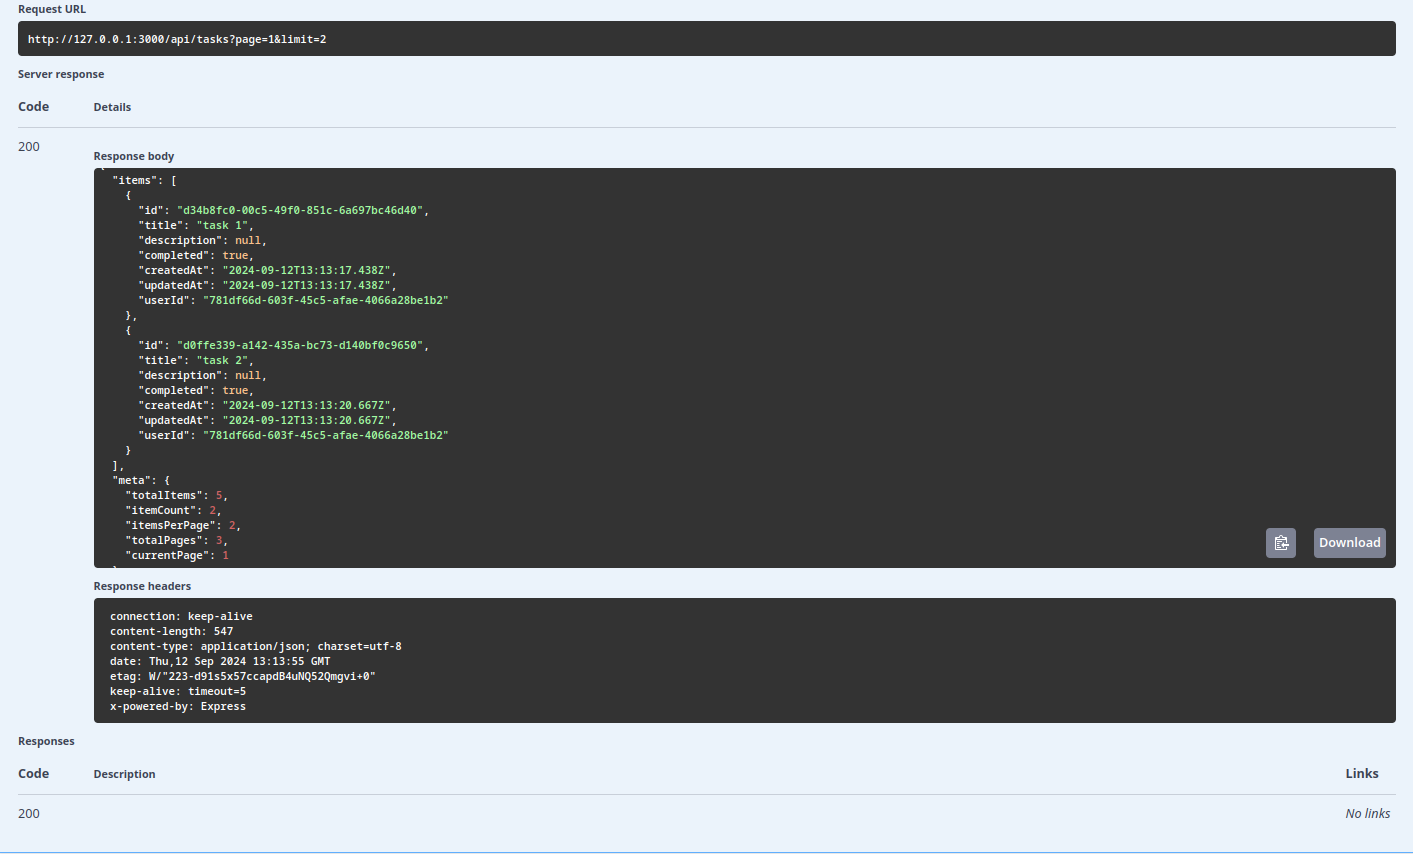 Request URL
http://127.0.0.1:3000/api/tasks?page=1&limit=2
Server response
Code Details
200
Response body
"items": [
{
"id": "d34b8fc0-00c5-49f0-851c-6a697bc46d40",
"title": "task 1",
"description": null,
"completed": true,
"createdAt": "2024-09-12T13:13:17.438Z",
"updatedAt": "2024-09-12T13:13:17.438Z",
"userId": "781df66d-603f-45c5-afae-4066a28be1b2"
},
{
"id": "d0ffe339-a142-435a-bc73-d140bf0c9650",
"title": "task 2",
"description": null,
"completed": true,
"createdAt": "2024-09-12T13:13:20.667Z",
"updatedAt": "2024-09-12T13:13:20.667Z",
"userId": "781df66d-603f-45c5-afae-4066a28be1b2"
}
],
"meta": {
"totalItems": 5,
"itemCount": 2,
"itemsPerPage": 2,
"totalPages": 3,
"currentPage": 1
Download
Response headers
connection: keep-alive
content-length: 547
content-type: application/json; charset=utf-8
date: Thu,12 Sep 2024 13:13:55 GMT
etag: W/"223-d91s5x57ccapdB4uNQ52Qmgvi+0"
keep-alive: timeout=5
x-powered-by: Express
Responses
Code Description Links
200 No links